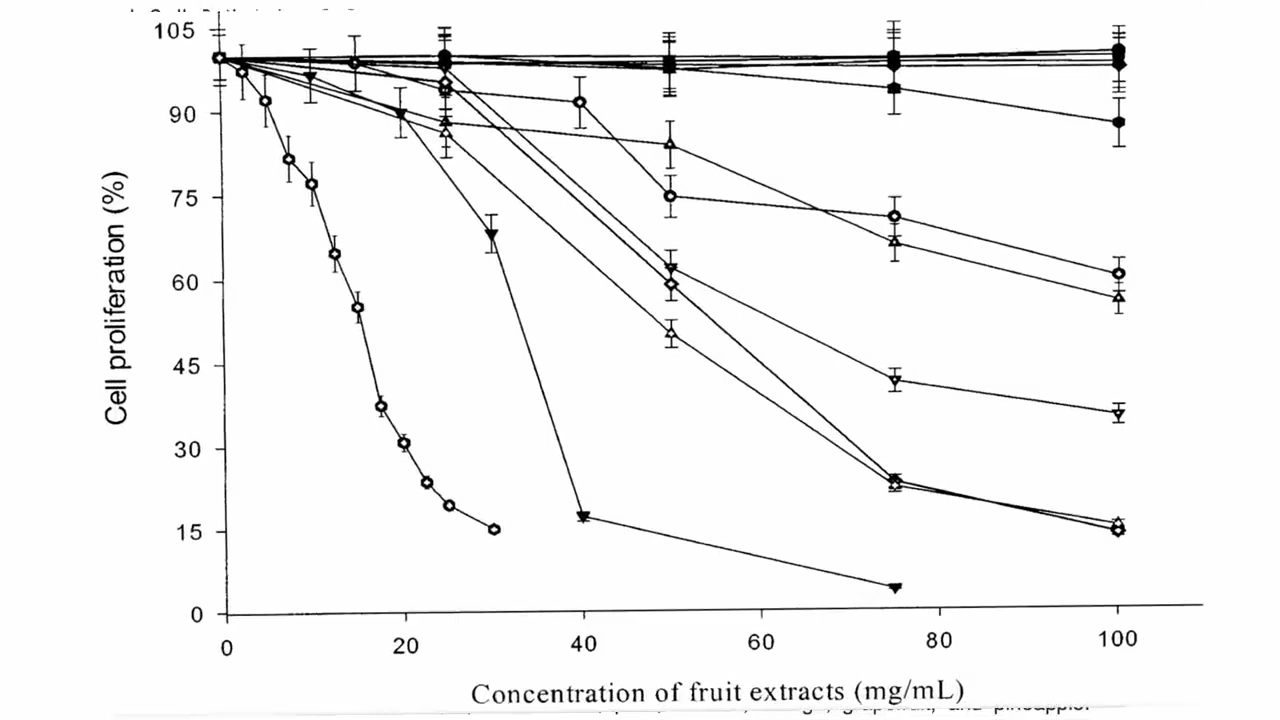 105
90
75
60
45
30
15
0
Cell proliferation (%)
0 20 40 60 80 100
Concentration of fruit extracts (mg/mL)